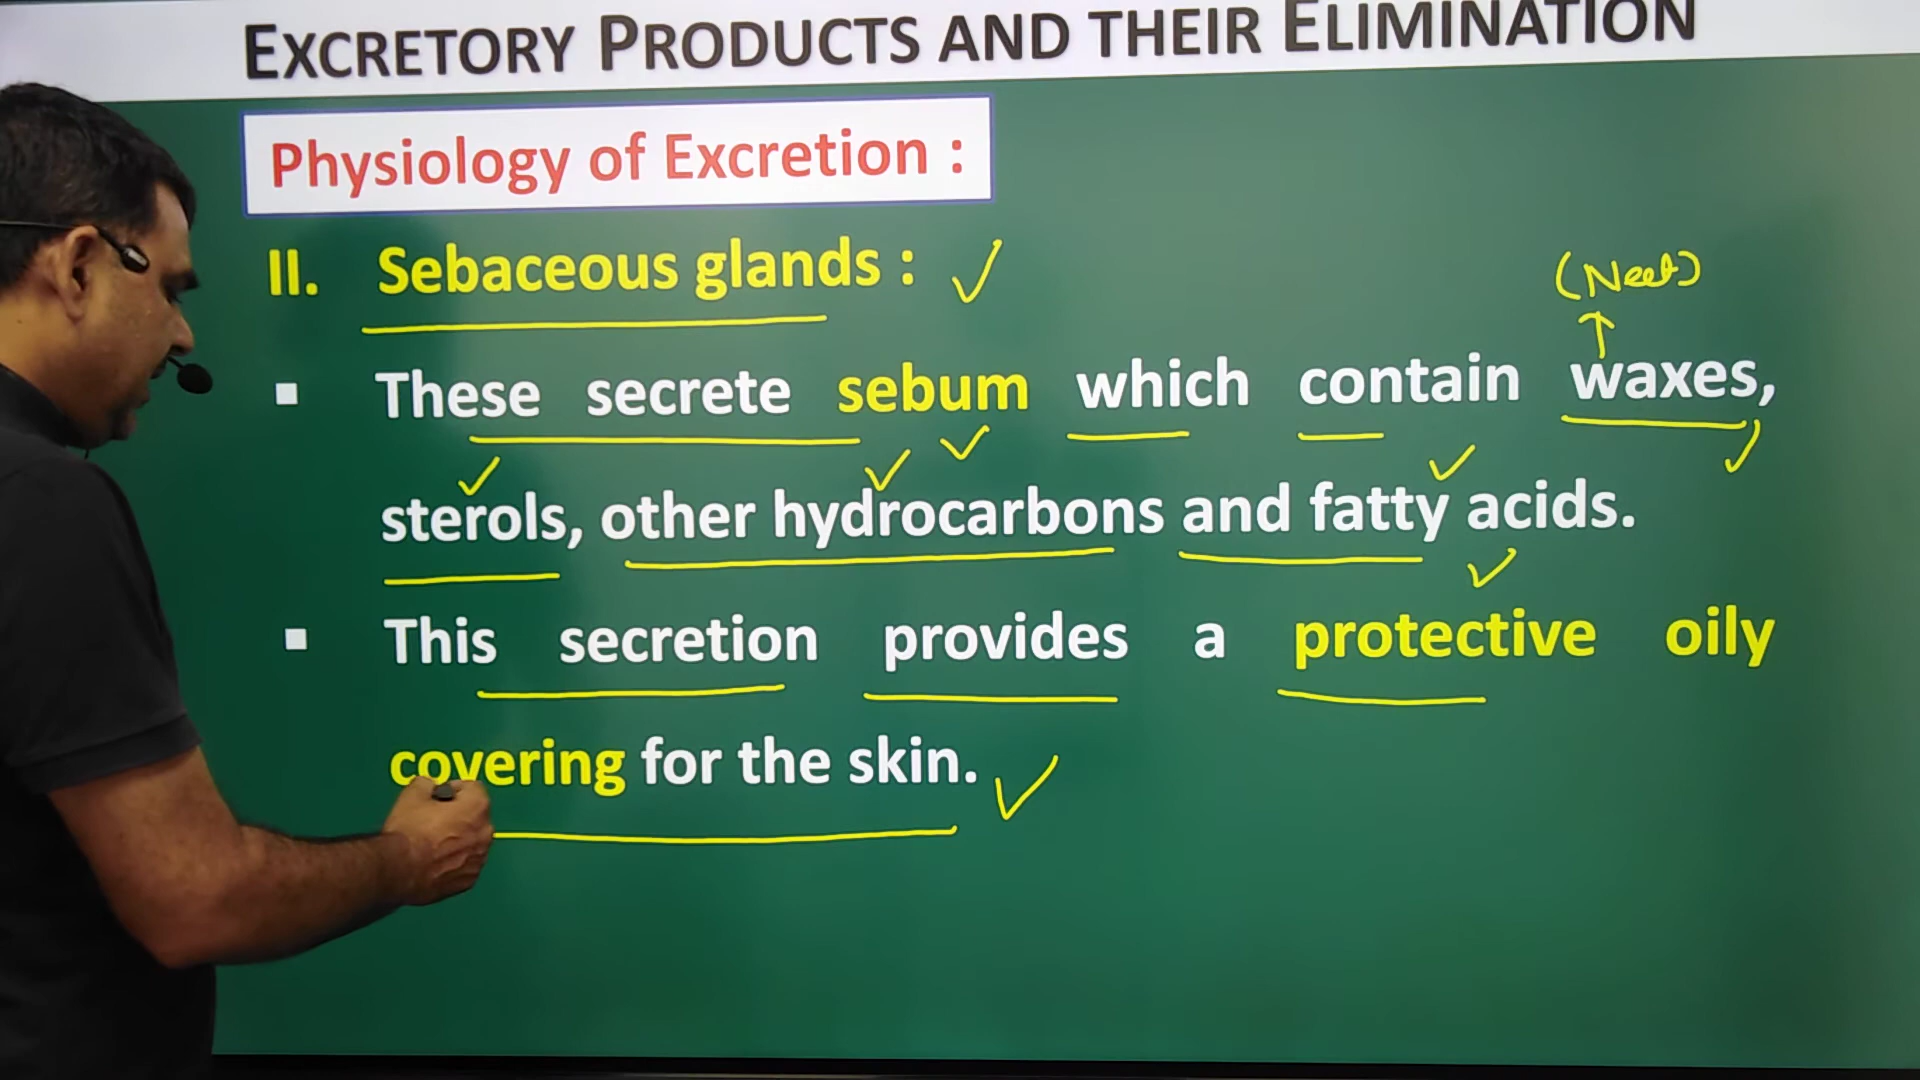 EXCRETORY PRODUCTS AND THEIR ELIMINATION
Physiology of Excretion :
II. Sebaceous glands :
(Neet)
▪ These secrete sebum which contain waxes,
sterols, other hydrocarbons and fatty acids.
▪ This secretion provides a protective oily
covering for the skin.